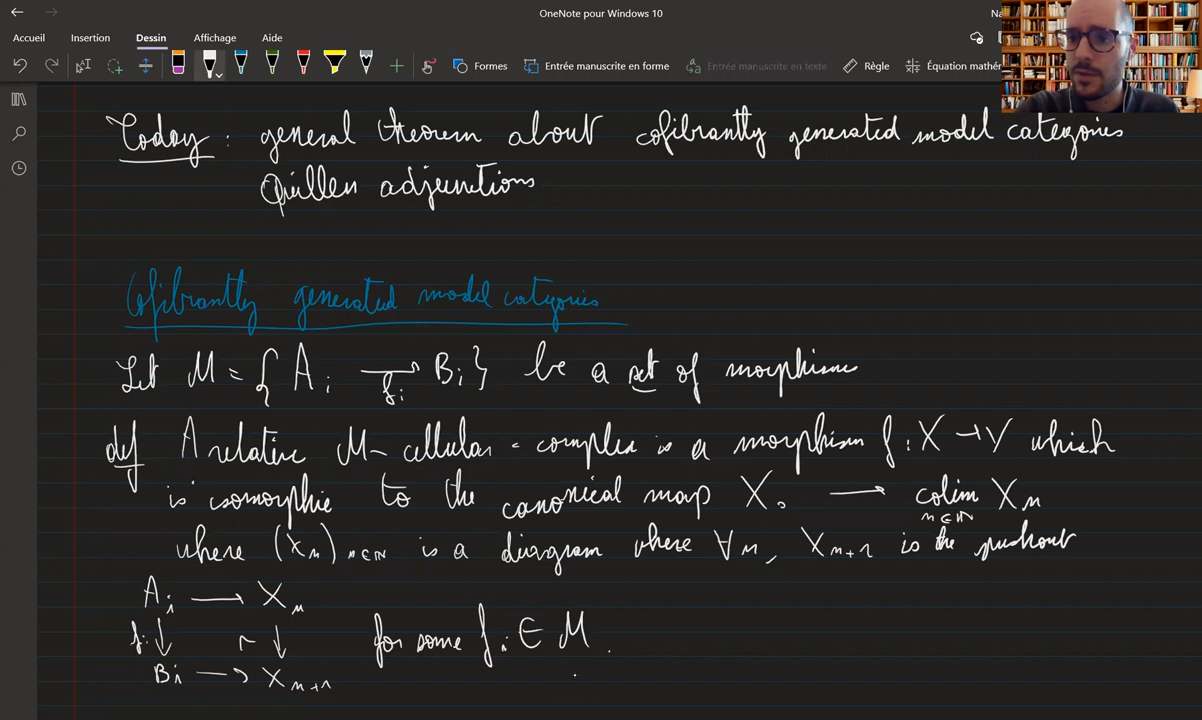 OneNote pour Windows 10
Accueil Insertion Dessin Affichage Aide
Formes Entrée manuscrite en forme Entrée manuscrite en texte Règle Équation mathé
Today : general theorem about cofibrantly generated model categories
Quillen adjunctions
Cofibrantly generated model categories
Let M = { A_i \xrightarrow{f_i} B_i } be a set of morphisms
def A relative M-cellular-complex is a morphism f : X → Y which
is isomorphic to the canonical map X_0 → colim_{n∈ℕ} X_n
where (X_n)_{n∈ℕ} is a diagram where ∀n, X_{n+1} is the pushout
A_i → X_n
f_i ↓ ⌜ ↓ for some f_i ∈ M.
B_i → X_{n+1}